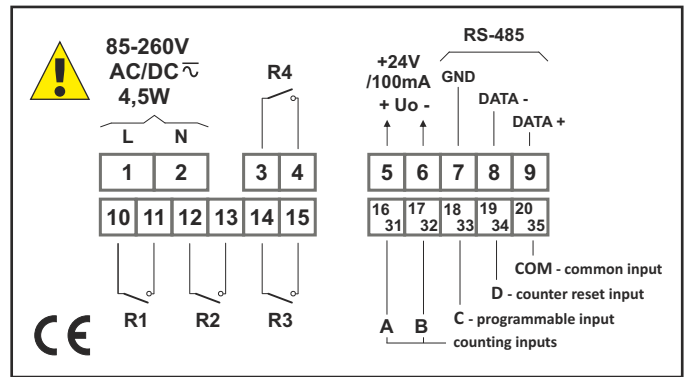 85-260V
AC/DC
4,5W
L N
R4
+24V
/100mA
+ Uo -
RS-485
GND
DATA -
DATA +
1 2 3 4 5 6 7 8 9
10 11 12 13 14 15 16 31 17 32 18 33 19 34 20 35
R1 R2 R3
A B
COM - common input
D - counter reset input
C - programmable input
counting inputs
CE